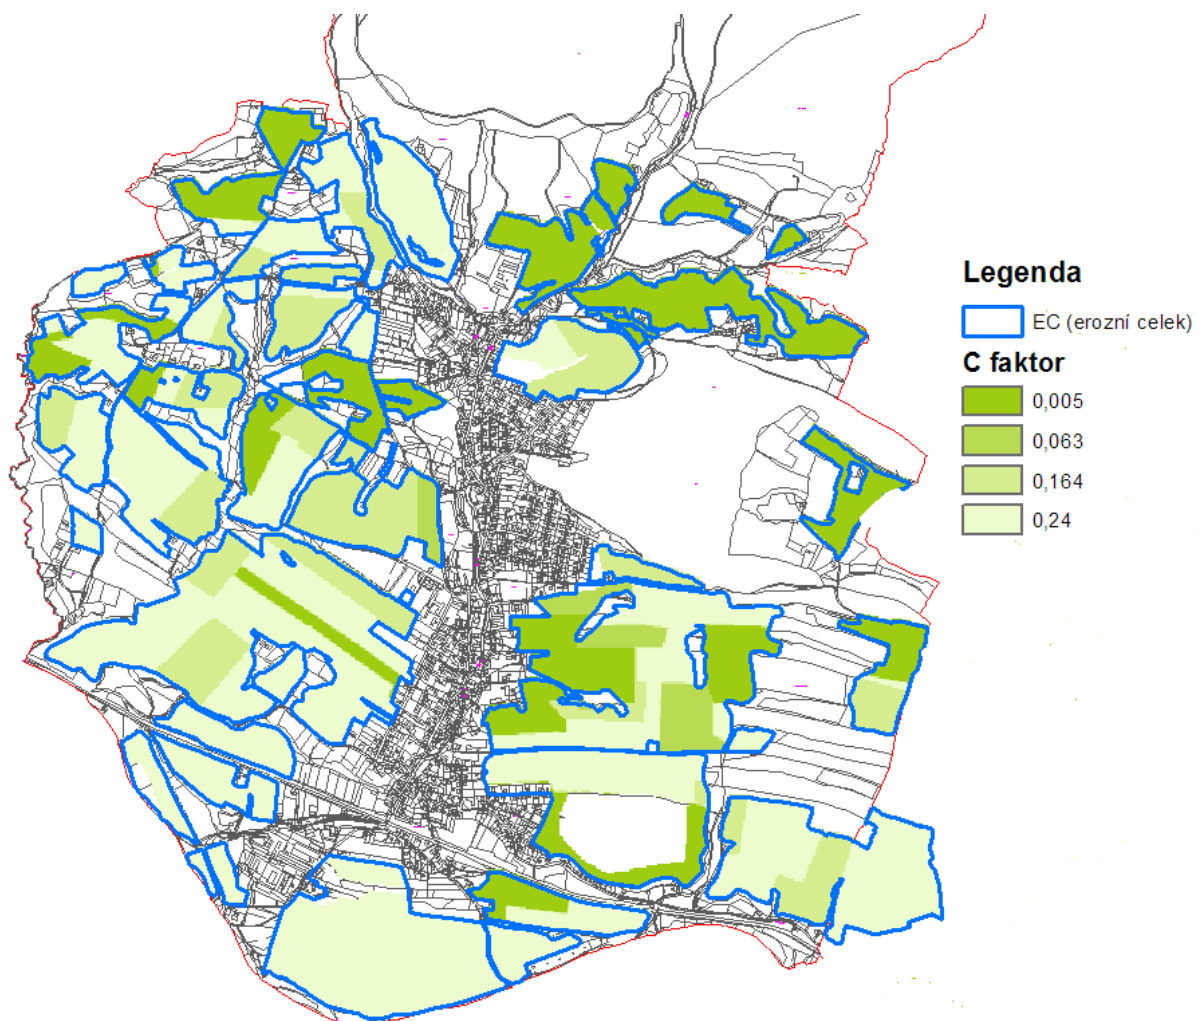 Legenda
EC (erozní celek)
C faktor
0,005
0,063
0,164
0,24